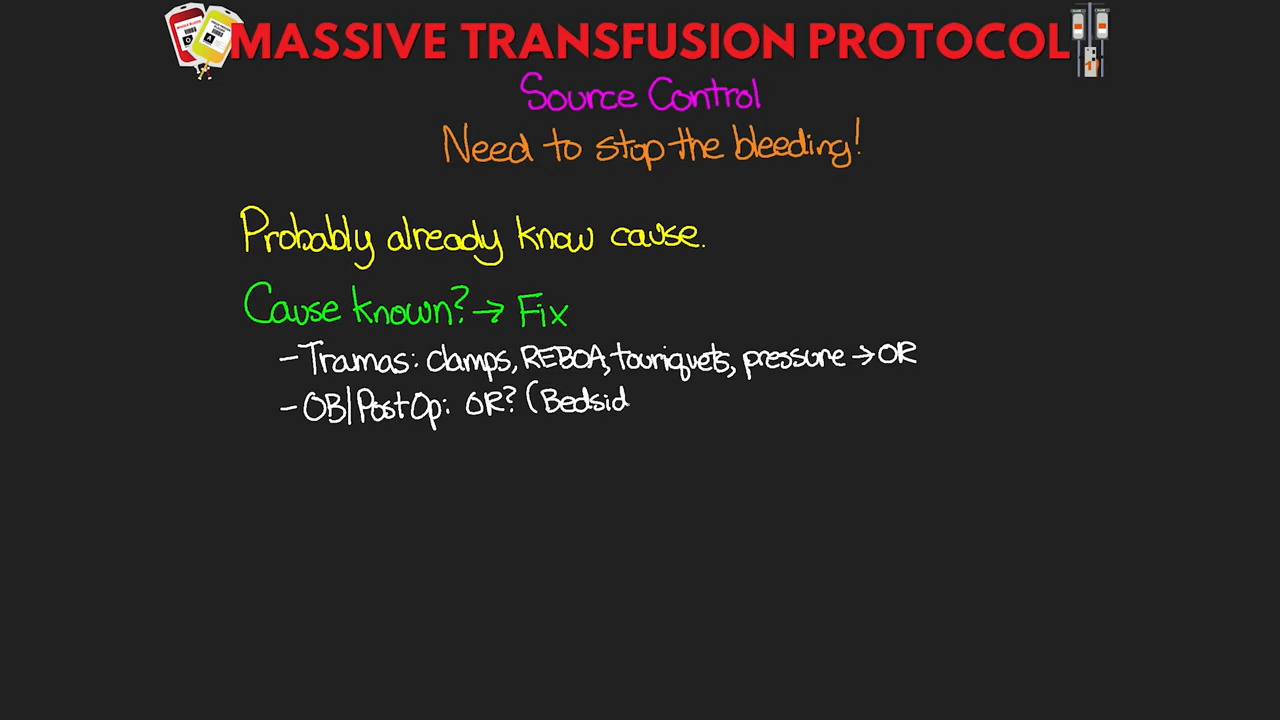 MASSIVE TRANSFUSION PROTOCOL
Source Control
Need to stop the bleeding!
Probably already know cause.
Cause known? → Fix
- Tramas: clamps, REBOA, touriquets, pressure → OR
- OB|PostOp: OR? (Bedsid